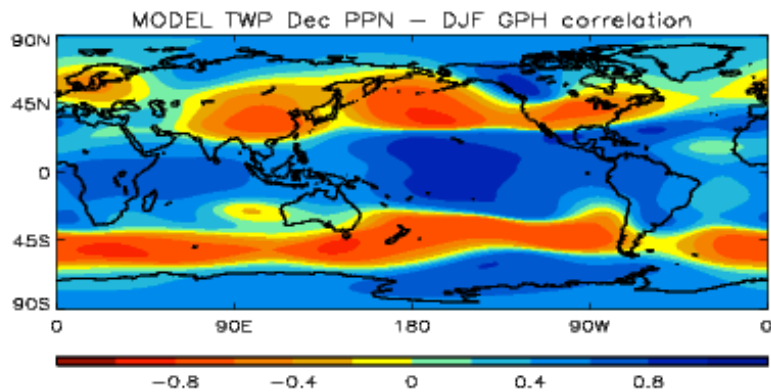 MODEL TWP Dec PPN – DJF GPH correlation
90N
45N
0
45S
90S
0 90E 180 90W 0
-0.8 -0.4 0 0.4 0.8